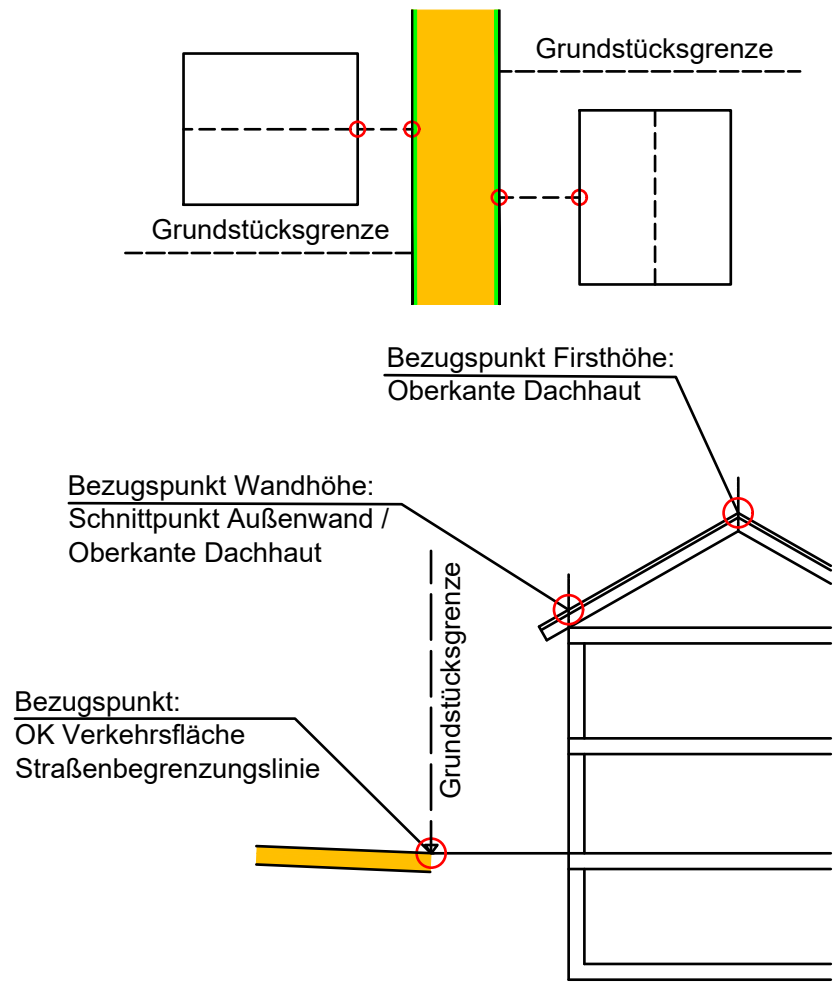 Grundstücksgrenze
Grundstücksgrenze
Bezugspunkt Firsthöhe:
Oberkante Dachhaut
Bezugspunkt Wandhöhe:
Schnittpunkt Außenwand /
Oberkante Dachhaut
Grundstücksgrenze
Bezugspunkt:
OK Verkehrsfläche
Straßenbegrenzungslinie